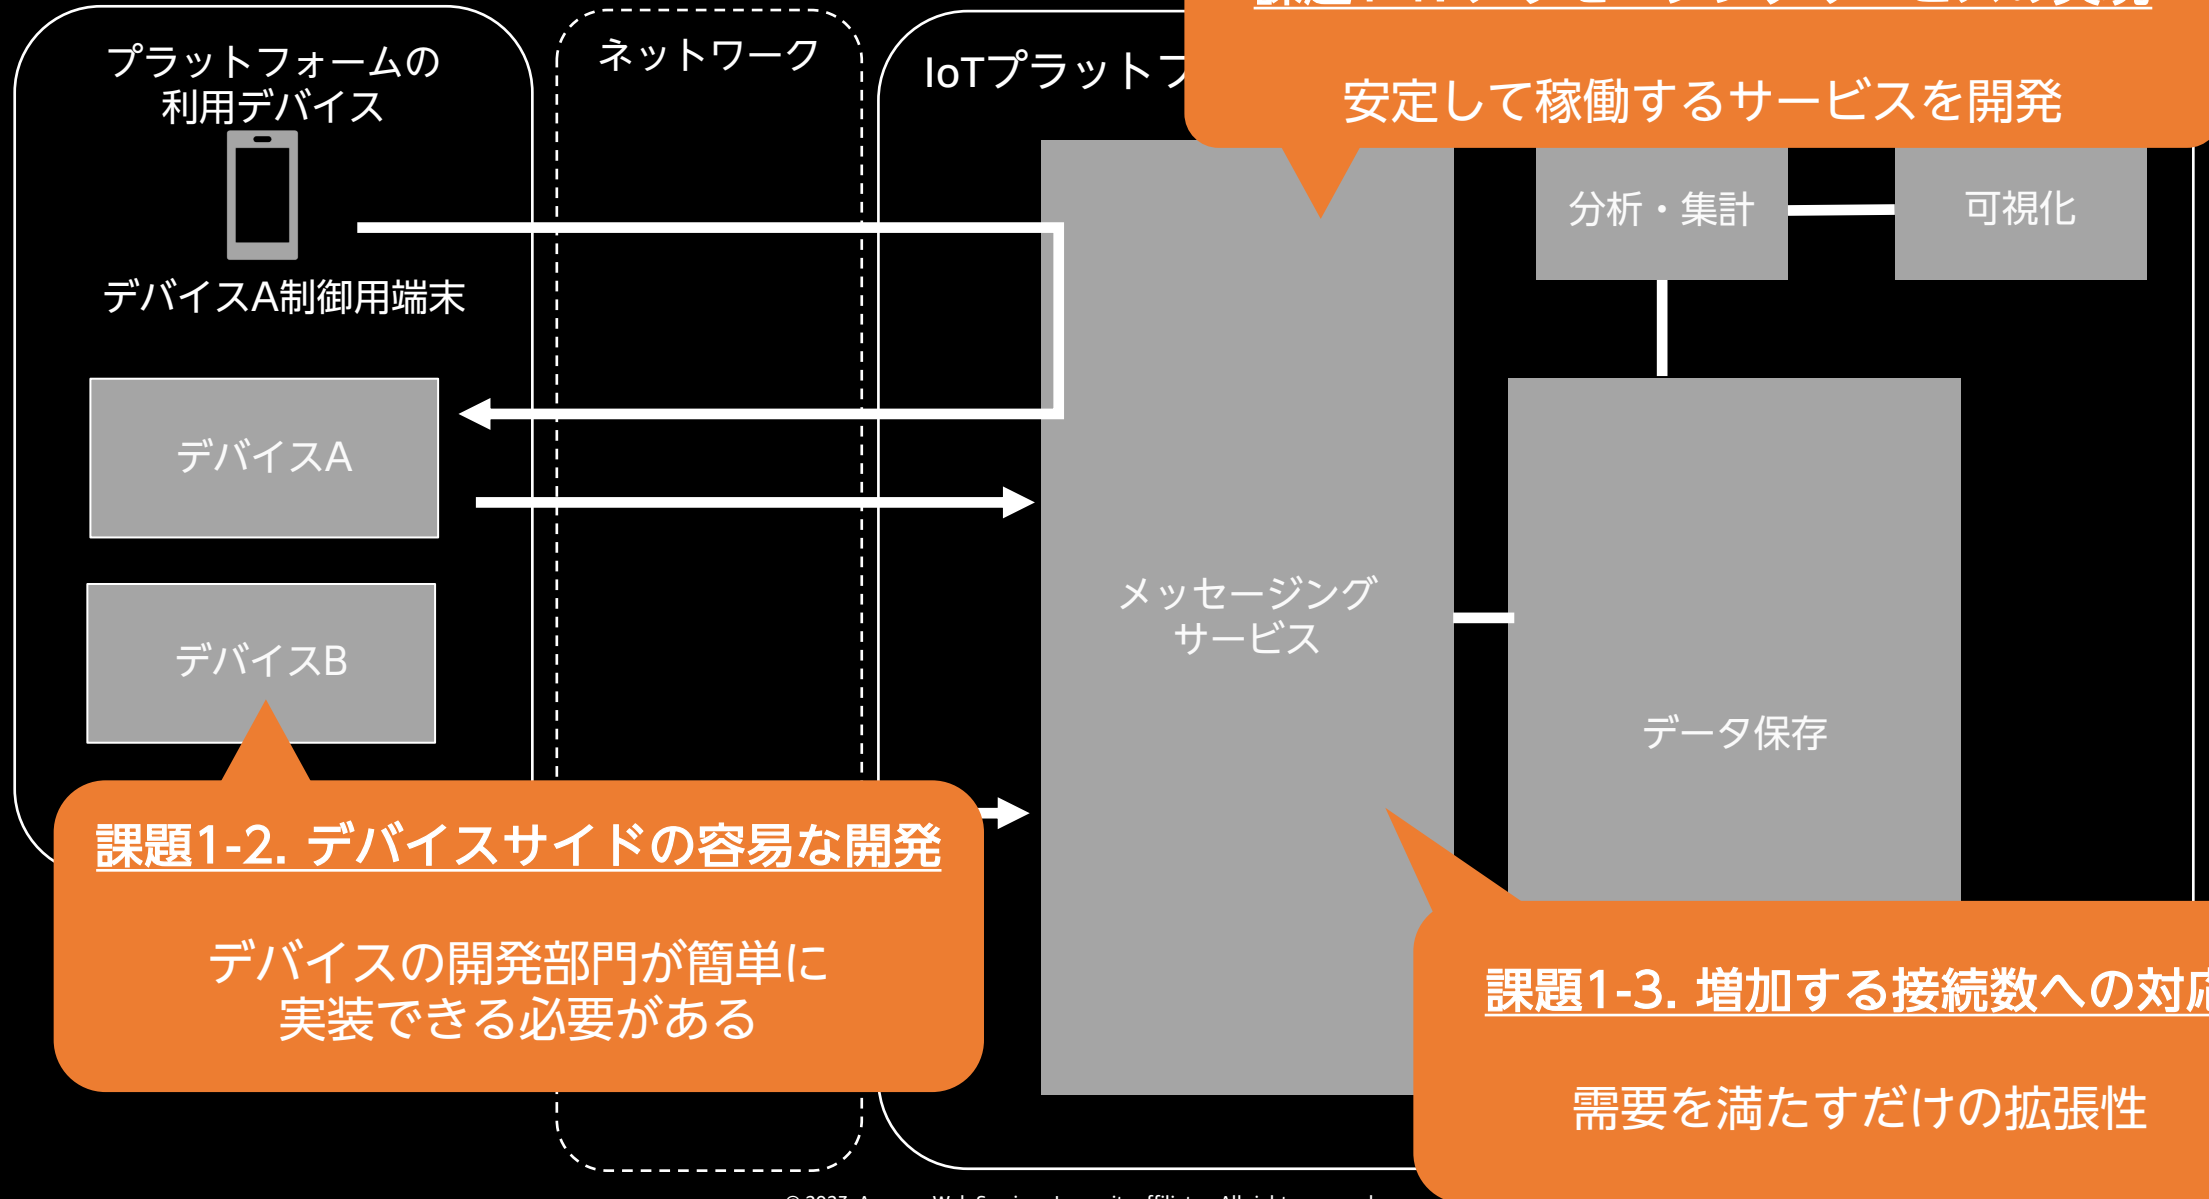 プラットフォームの
利用デバイス
デバイスA制御用端末
デバイスA
デバイスB
ネットワーク
IoTプラットフ
安定して稼働するサービスを開発
分析・集計
可視化
メッセージング
サービス
データ保存
課題1-2. デバイスサイドの容易な開発
デバイスの開発部門が簡単に
実装できる必要がある
課題1-3. 増加する接続数への対応
需要を満たすだけの拡張性